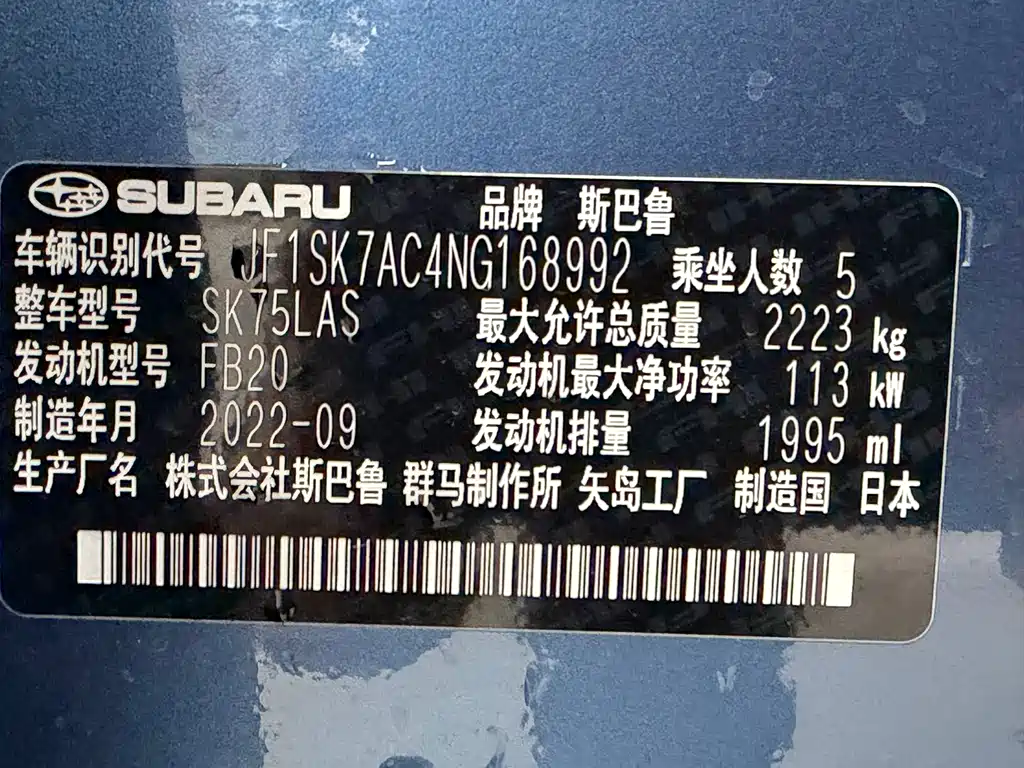 SUBARU 品牌 斯巴鲁
车辆识别代号 JF1SK7AC4NG168992 乘坐人数 5
整车型号 SK75LAS 最大允许总质量 2223 kg
发动机型号 FB20 发动机最大净功率 113 kW
制造年月 2022-09 发动机排量 1995 ml
生产厂名 株式会社斯巴鲁 群马制作所 矢岛工厂 制造国 日本